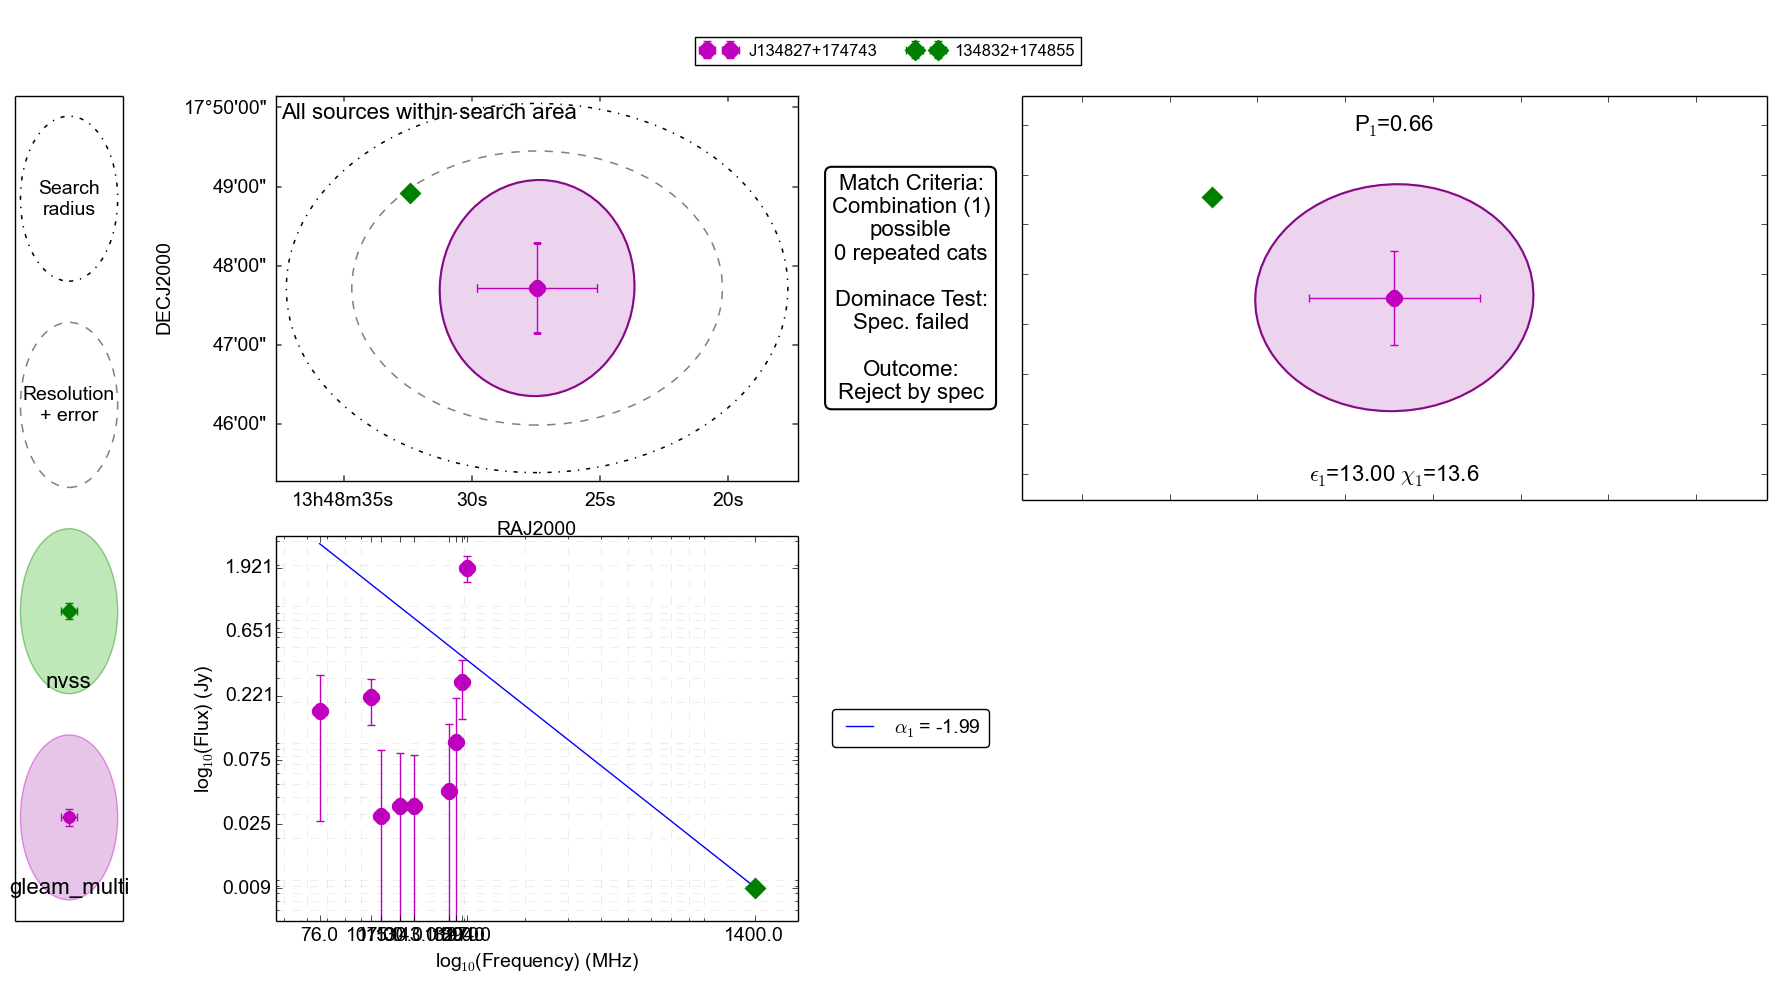 J134827+174743
134832+174855
Search
radius
Resolution
+ error
nvss
gleam_multi
All sources within search area
17°50'00"
49'00"
48'00"
47'00"
46'00"
DECJ2000
13h48m35s
30s
25s
20s
RAJ2000
Match Criteria:
Combination (1)
possible
0 repeated cats
Dominace Test:
Spec. failed
Outcome:
Reject by spec
P₁=0.66
ϵ₁=13.00 χ₁=13.6
1.921
0.651
0.221
0.075
0.025
0.009
log₁₀(Flux) (Jy)
76.0
1400.0
log₁₀(Frequency) (MHz)
α₁ = -1.99